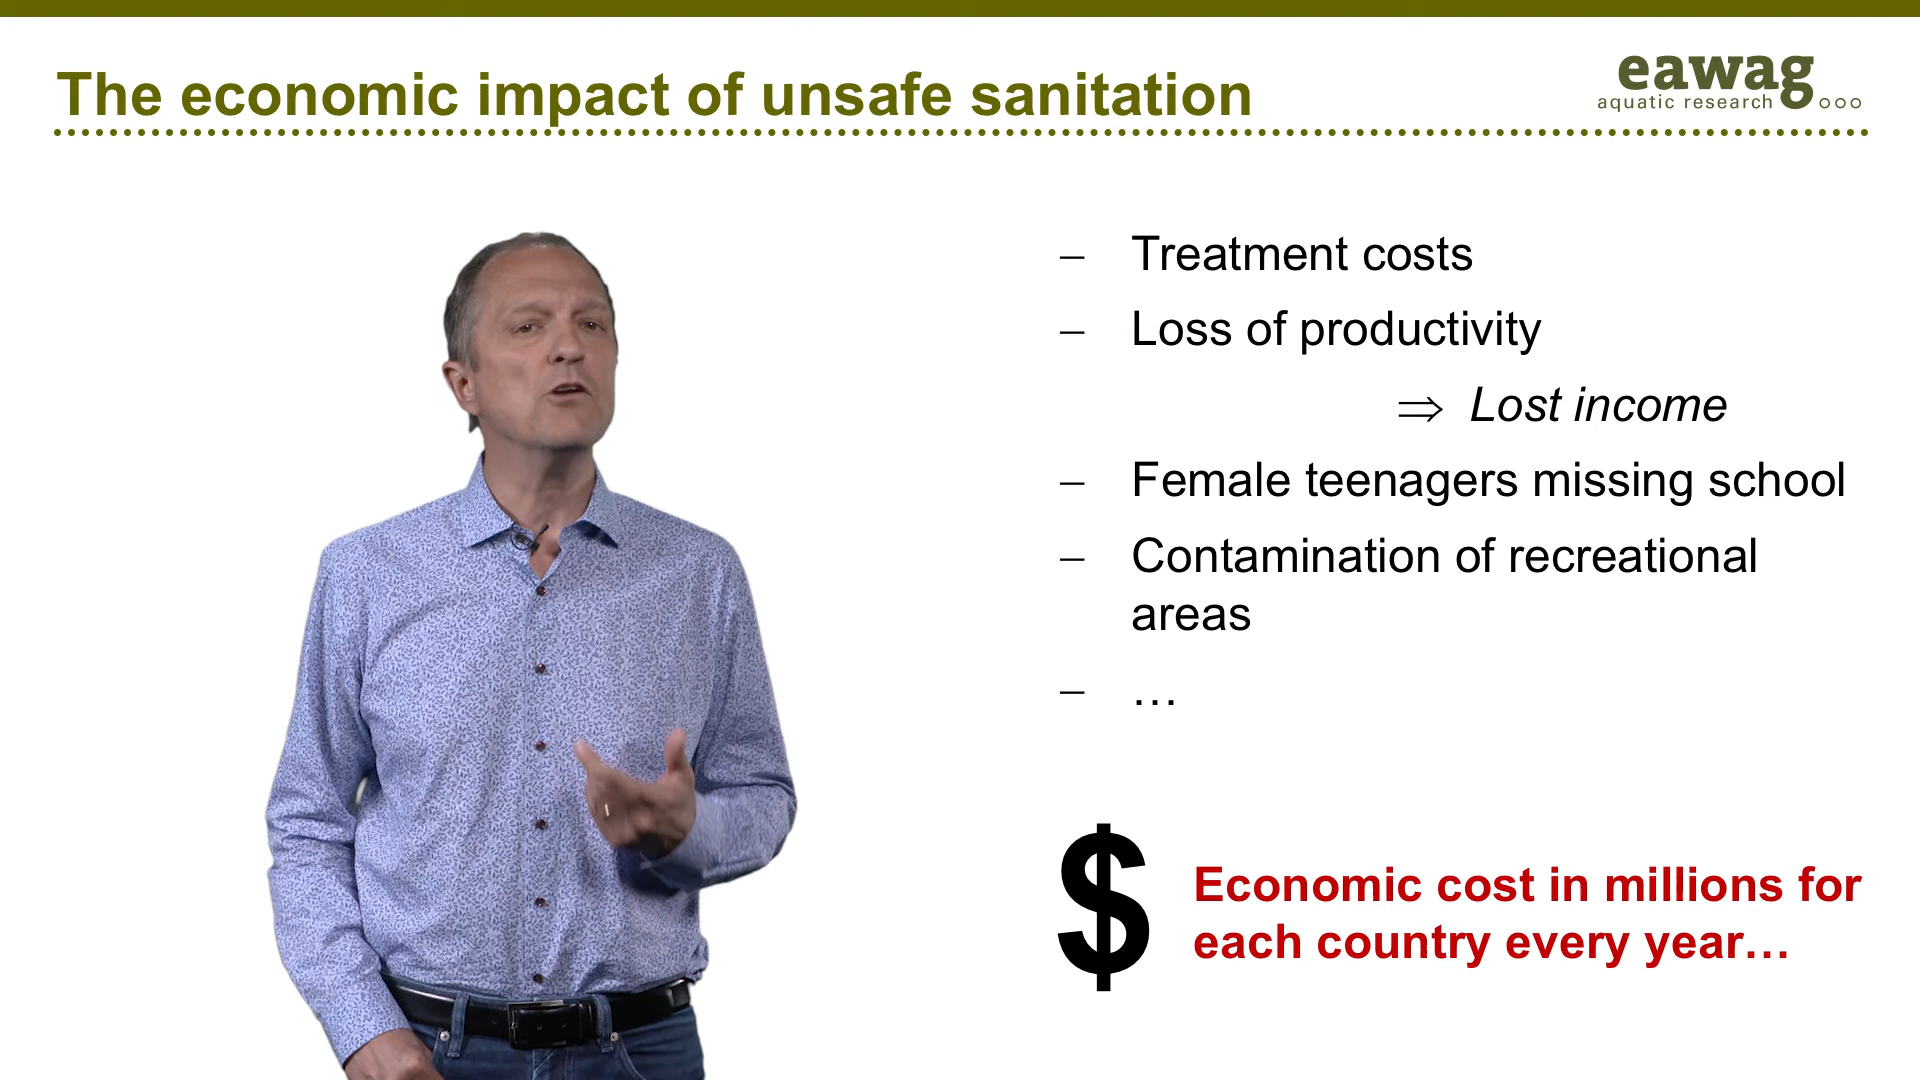 The economic impact of unsafe sanitation
eawag
aquatic research
– Treatment costs
– Loss of productivity
⇒ Lost income
– Female teenagers missing school
– Contamination of recreational
areas
– …
$
Economic cost in millions for
each country every year…